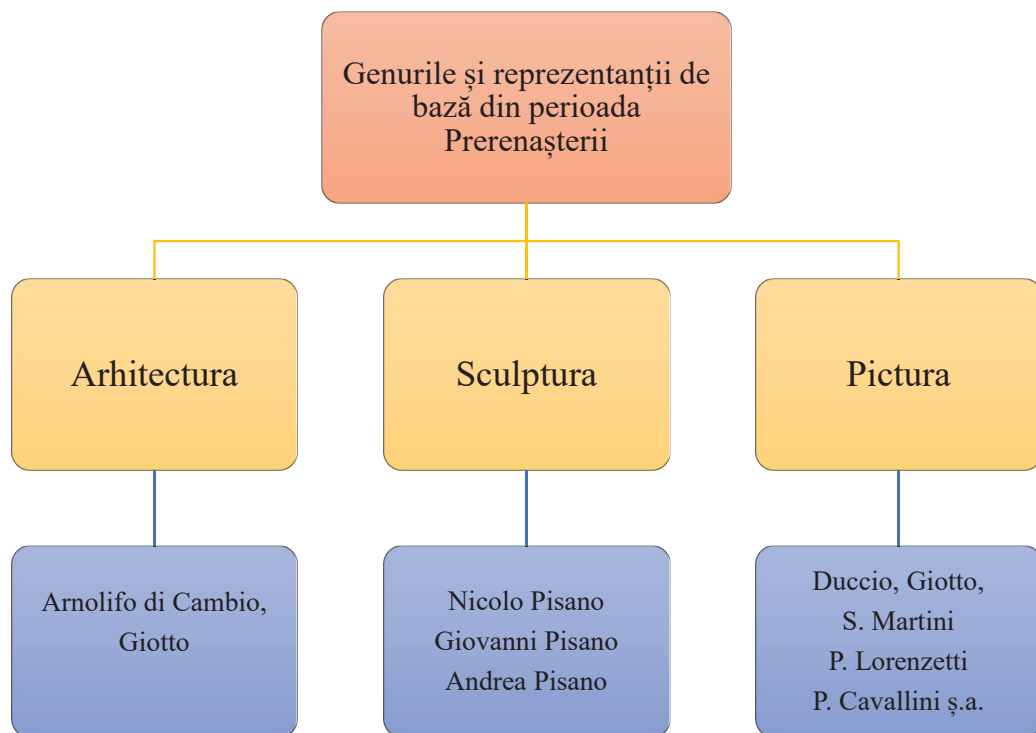 Genurile și reprezentanții de
bază din perioada
Prerenașterii
Arhitectura
Sculptura
Pictura
Arnolifo di Cambio,
Giotto
Nicolo Pisano
Giovanni Pisano
Andrea Pisano
Duccio, Giotto,
S. Martini
P. Lorenzetti
P. Cavallini ș.a.